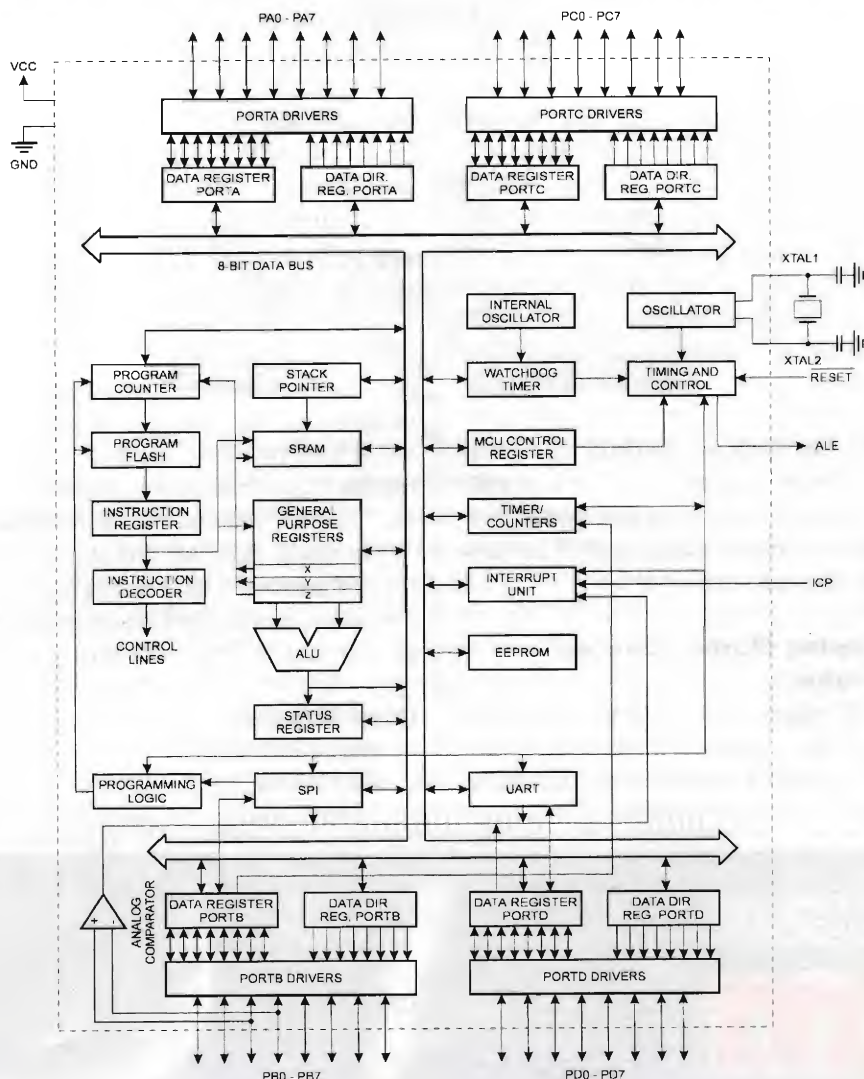 PA0 - PA7
PC0 - PC7
VCC
GND
PORTA DRIVERS
PORTC DRIVERS
DATA REGISTER
PORTA
DATA DIR.
REG. PORTA
DATA REGISTER
PORTC
DATA DIR.
REG. PORTC
8-BIT DATA BUS
XTAL1
INTERNAL
OSCILLATOR
OSCILLATOR
XTAL2
PROGRAM
COUNTER
STACK
POINTER
WATCHDOG
TIMER
TIMING AND
CONTROL
RESET
PROGRAM
FLASH
SRAM
MCU CONTROL
REGISTER
ALE
INSTRUCTION
REGISTER
GENERAL
PURPOSE
REGISTERS
X
Y
Z
TIMER/
COUNTERS
INSTRUCTION
DECODER
INTERRUPT
UNIT
ICP
CONTROL
LINES
ALU
EEPROM
STATUS
REGISTER
PROGRAMMING
LOGIC
SPI
UART
ANALOG
COMPARATOR
+
-
DATA REGISTER
PORTB
DATA DIR
REG. PORTB
DATA REGISTER
PORTD
DATA DIR
REG. PORTD
PORTB DRIVERS
PORTD DRIVERS
PB0 - PB7
PD0 - PD7